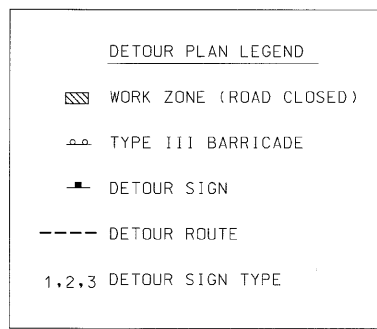 DETOUR PLAN LEGEND
WORK ZONE (ROAD CLOSED)
TYPE III BARRICADE
DETOUR SIGN
DETOUR ROUTE
1,2,3 DETOUR SIGN TYPE